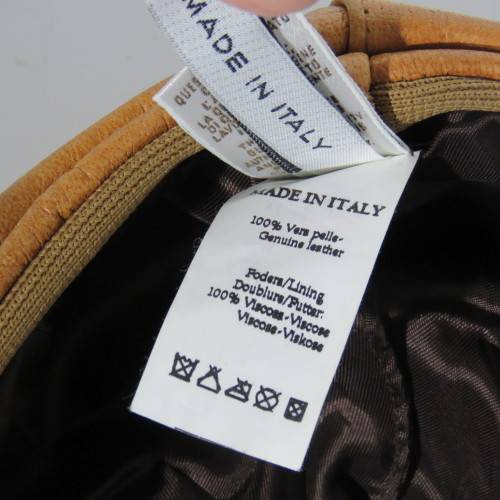 MADE IN ITALY
MADE IN ITALY
100% Vera pelle-
Genuine leather
Fodera/Lining
Doublure/Futter:
100% Viscosa-Viscose
Viscose-Viskose